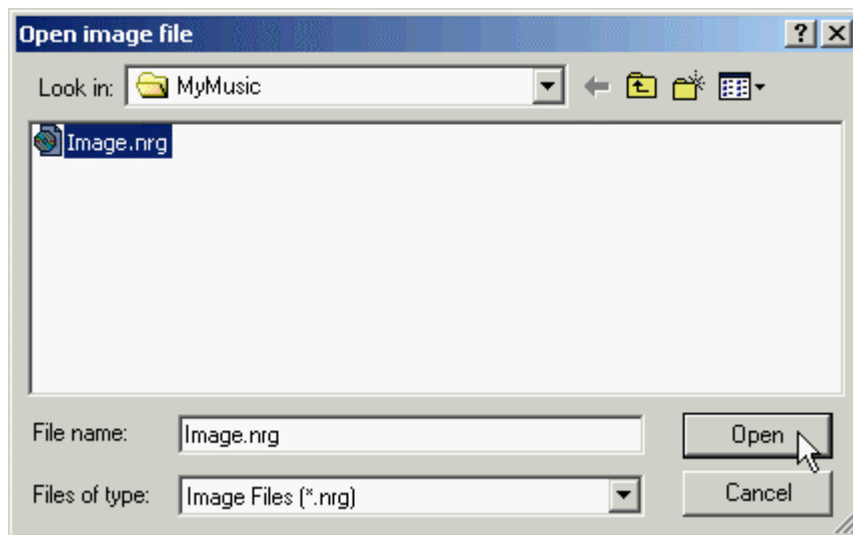 Open image file
Look in: MyMusic
Image.nrg
File name: Image.nrg Open
Files of type: Image Files (*.nrg) Cancel